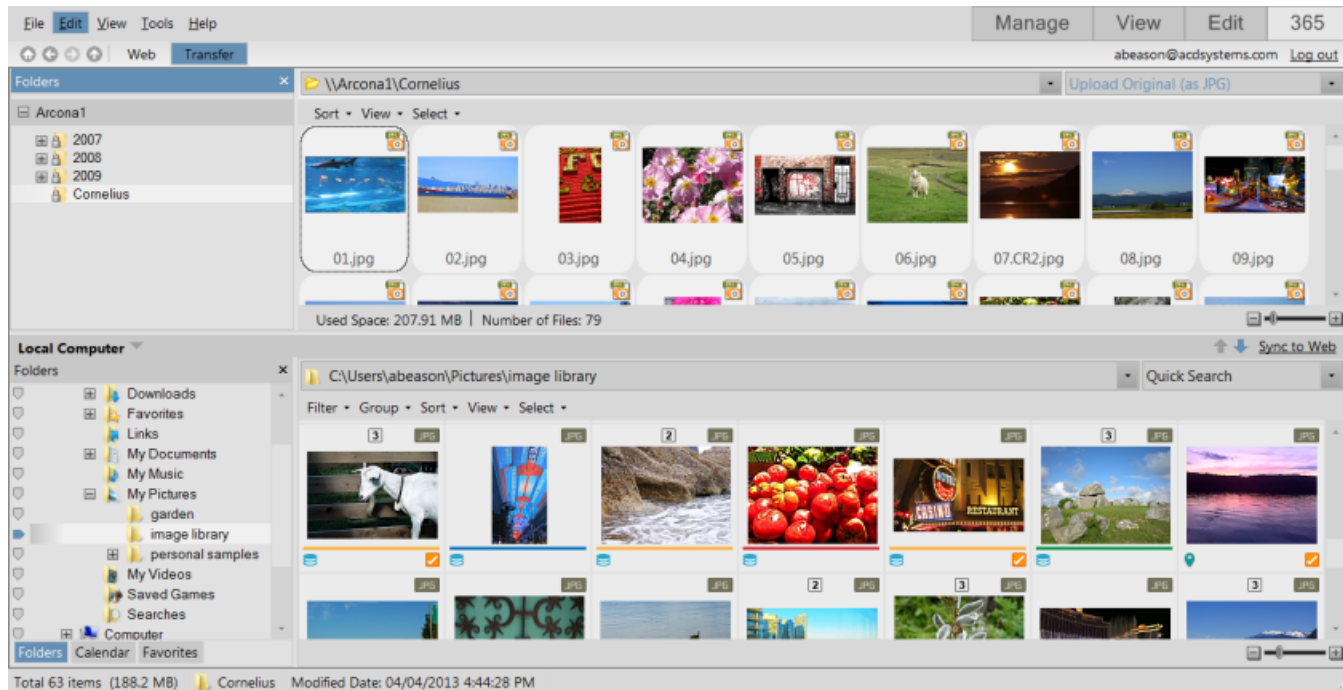 File Edit View Tools Help
Manage View Edit 365
Web Transfer
abeason@acdsystems.com Log out
Folders
\\Arcona1\Cornelius
Upload Original (as JPG)
Arcona1
Sort View Select
2007
2008
2009
Cornelius
01.jpg 02.jpg 03.jpg 04.jpg 05.jpg 06.jpg 07.CR2.jpg 08.jpg 09.jpg
Used Space: 207.91 MB | Number of Files: 79
Local Computer
Sync to Web
Folders
C:\Users\abeason\Pictures\image library
Quick Search
Downloads
Favorites
Links
My Documents
My Music
My Pictures
garden
image library
personal samples
My Videos
Saved Games
Searches
Computer
Filter Group Sort View Select
3 JPG JPG 2 JPG JPG JPG 3 JPG JPG
CASINO RESTAURANT
JPG JPG JPG 2 JPG 3 JPG JPG 3 JPG
Folders Calendar Favorites
Total 63 items (188.2 MB) Cornelius Modified Date: 04/04/2013 4:44:28 PM